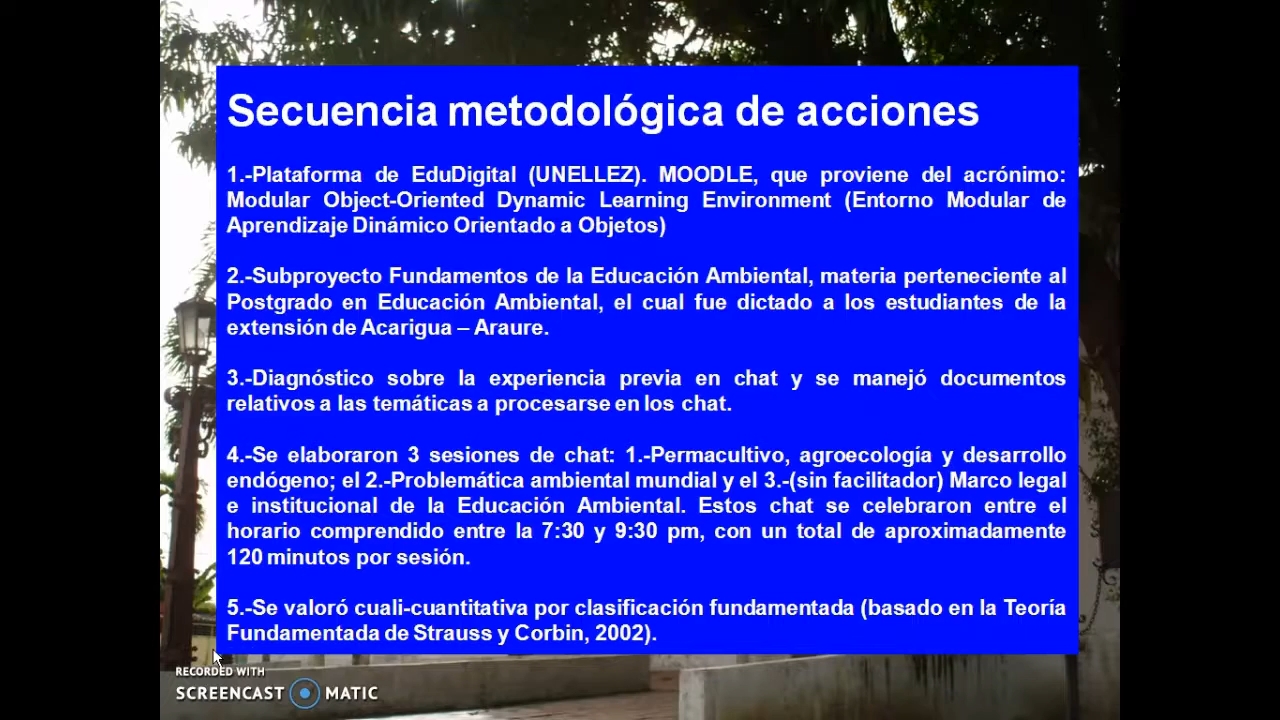 Secuencia metodológica de acciones
1.-Plataforma de EduDigital (UNELLEZ). MOODLE, que proviene del acrónimo:
Modular Object-Oriented Dynamic Learning Environment (Entorno Modular de
Aprendizaje Dinámico Orientado a Objetos)
2.-Subproyecto Fundamentos de la Educación Ambiental, materia perteneciente al
Postgrado en Educación Ambiental, el cual fue dictado a los estudiantes de la
extensión de Acarigua – Araure.
3.-Diagnóstico sobre la experiencia previa en chat y se manejó documentos
relativos a las temáticas a procesarse en los chat.
4.-Se elaboraron 3 sesiones de chat: 1.-Permacultivo, agroecología y desarrollo
endógeno; el 2.-Problemática ambiental mundial y el 3.-(sin facilitador) Marco legal
e institucional de la Educación Ambiental. Estos chat se celebraron entre el
horario comprendido entre la 7:30 y 9:30 pm, con un total de aproximadamente
120 minutos por sesión.
5.-Se valoró cuali-cuantitativa por clasificación fundamentada (basado en la Teoría
Fundamentada de Strauss y Corbin, 2002).
RECORDED WITH
SCREENCAST MATIC